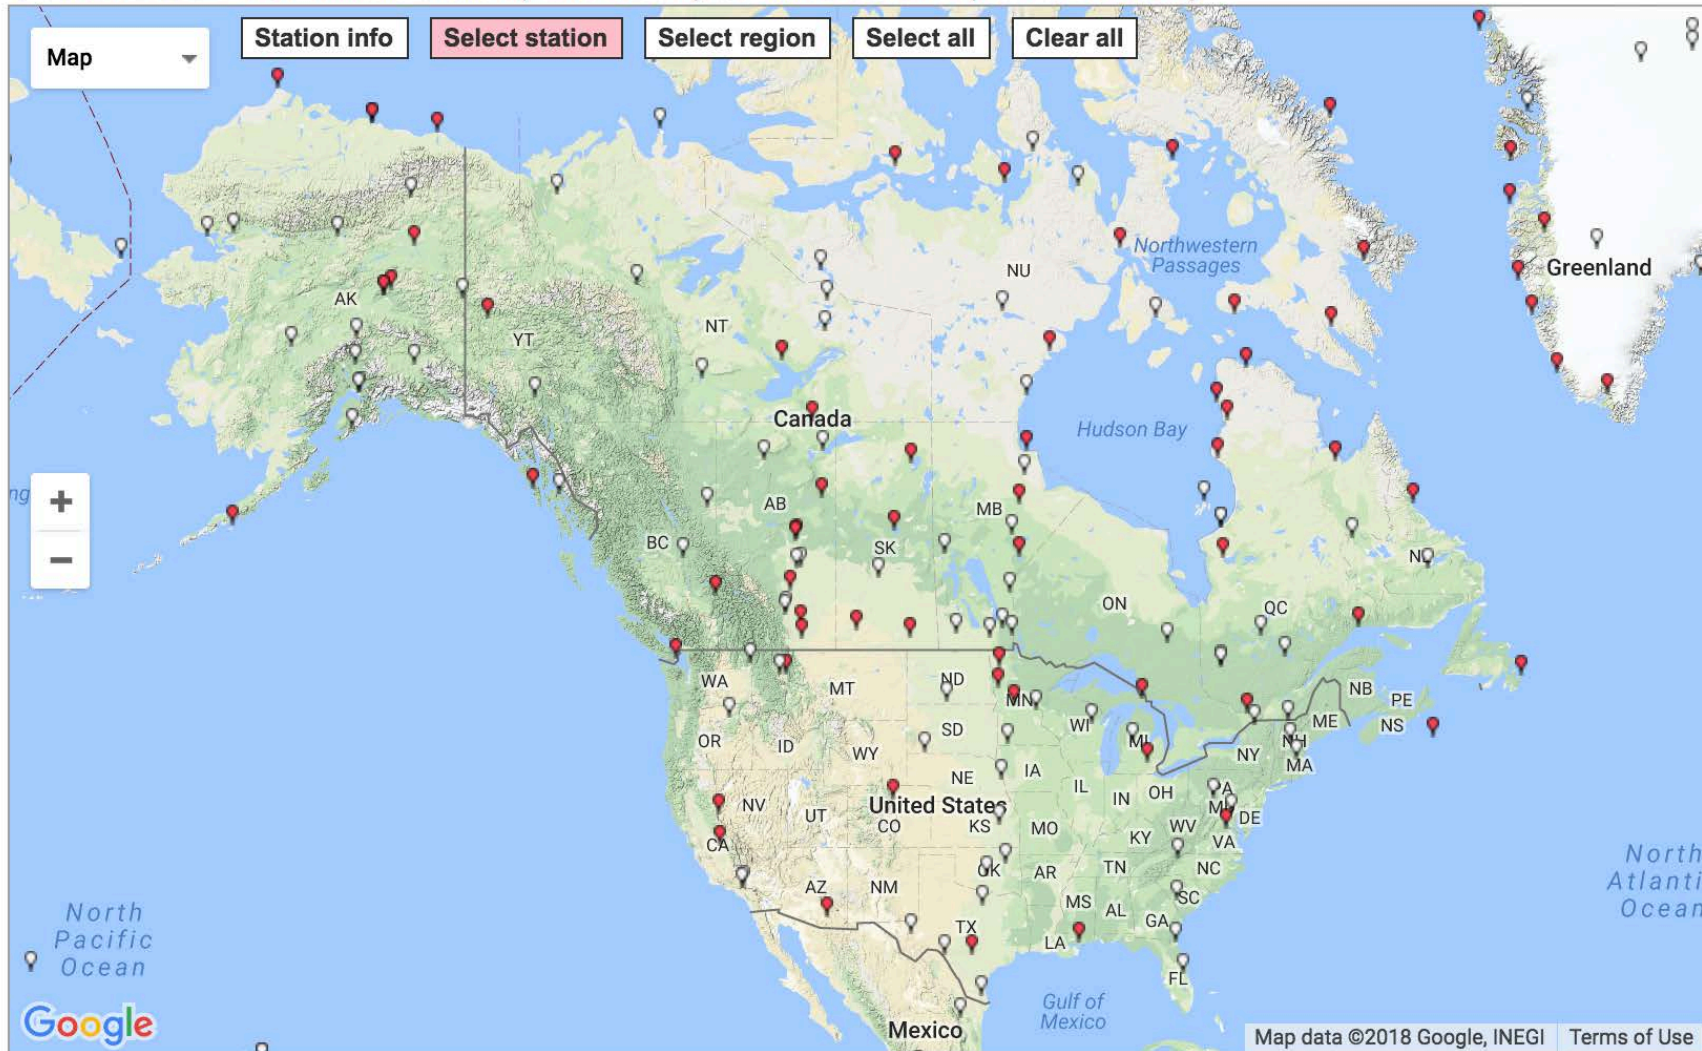 Map
Station info
Select station
Select region
Select all
Clear all
Northwestern
Passages
Greenland
NU
AK
YT
NT
Canada
Hudson Bay
ng
+
−
AB
MB
BC
SK
ON
QC
WA
MT
ND
MN
NB
PE
NS
ME
OR
ID
WY
SD
WI
MI
NY
NH
MA
NE
IA
IL
IN
OH
PA
NV
UT
United States
CO
KS
MO
KY
WV
DE
VA
CA
AZ
NM
OK
AR
TN
NC
SC
MS
AL
GA
TX
LA
FL
North
Pacific
Ocean
North
Atlanti
Ocean
Gulf of
Mexico
Mexico
Google
Map data ©2018 Google, INEGI
Terms of Use